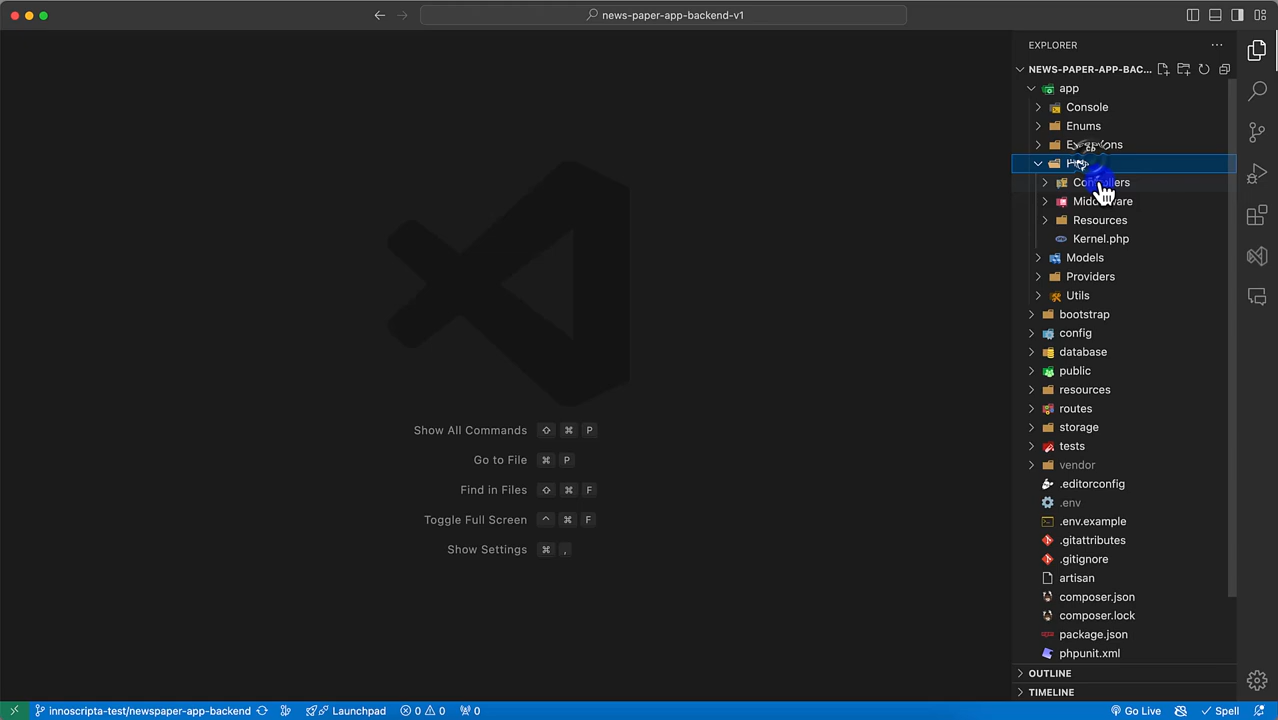 news-paper-app-backend-v1
EXPLORER
NEWS-PAPER-APP-BAC...
app
Console
Enums
Controllers
Middleware
Resources
Kernel.php
Models
Providers
Utils
bootstrap
config
database
public
resources
routes
storage
tests
vendor
.editorconfig
.env
.env.example
.gitattributes
.gitignore
artisan
composer.json
composer.lock
package.json
phpunit.xml
OUTLINE
TIMELINE
Show All Commands ⇧ ⌘ P
Go to File ⌘ P
Find in Files ⇧ ⌘ F
Toggle Full Screen ^ ⌘ F
Show Settings ⌘ ,
innoscripta-test/newspaper-app-backend Launchpad 0 0 0 Go Live Spell